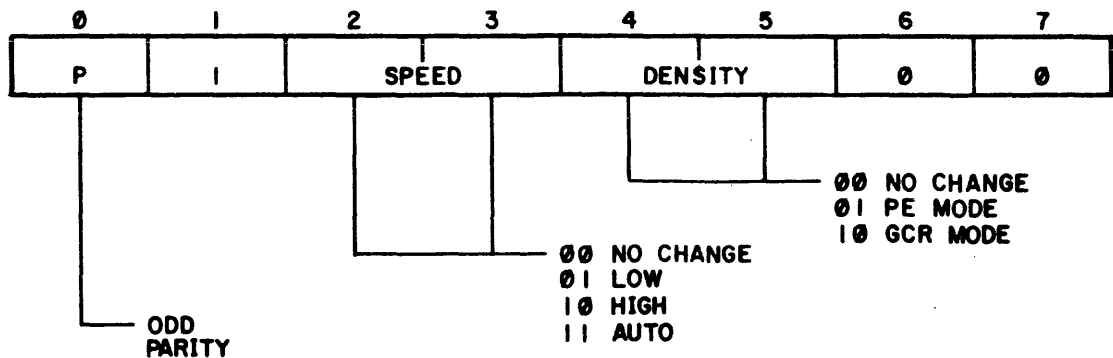 0 1 2 3 4 5 6 7
P 1 SPEED DENSITY 0 0
00 NO CHANGE
01 PE MODE
10 GCR MODE
00 NO CHANGE
01 LOW
10 HIGH
11 AUTO
ODD
PARITY